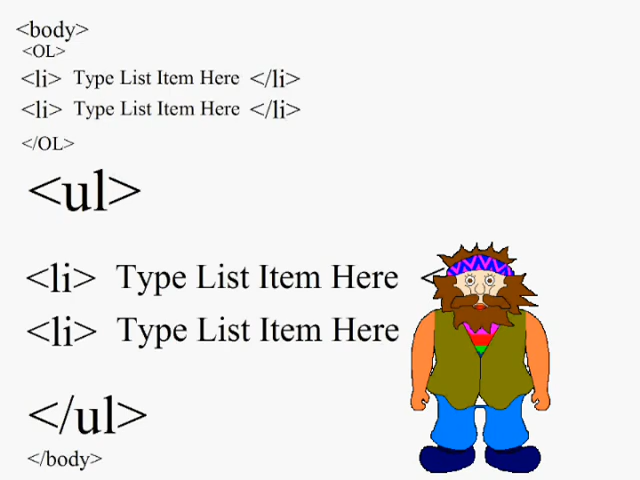 <body>
<OL>
<li> Type List Item Here </li>
<li> Type List Item Here </li>
</OL>
<ul>
<li> Type List Item Here <
<li> Type List Item Here
</ul>
</body>